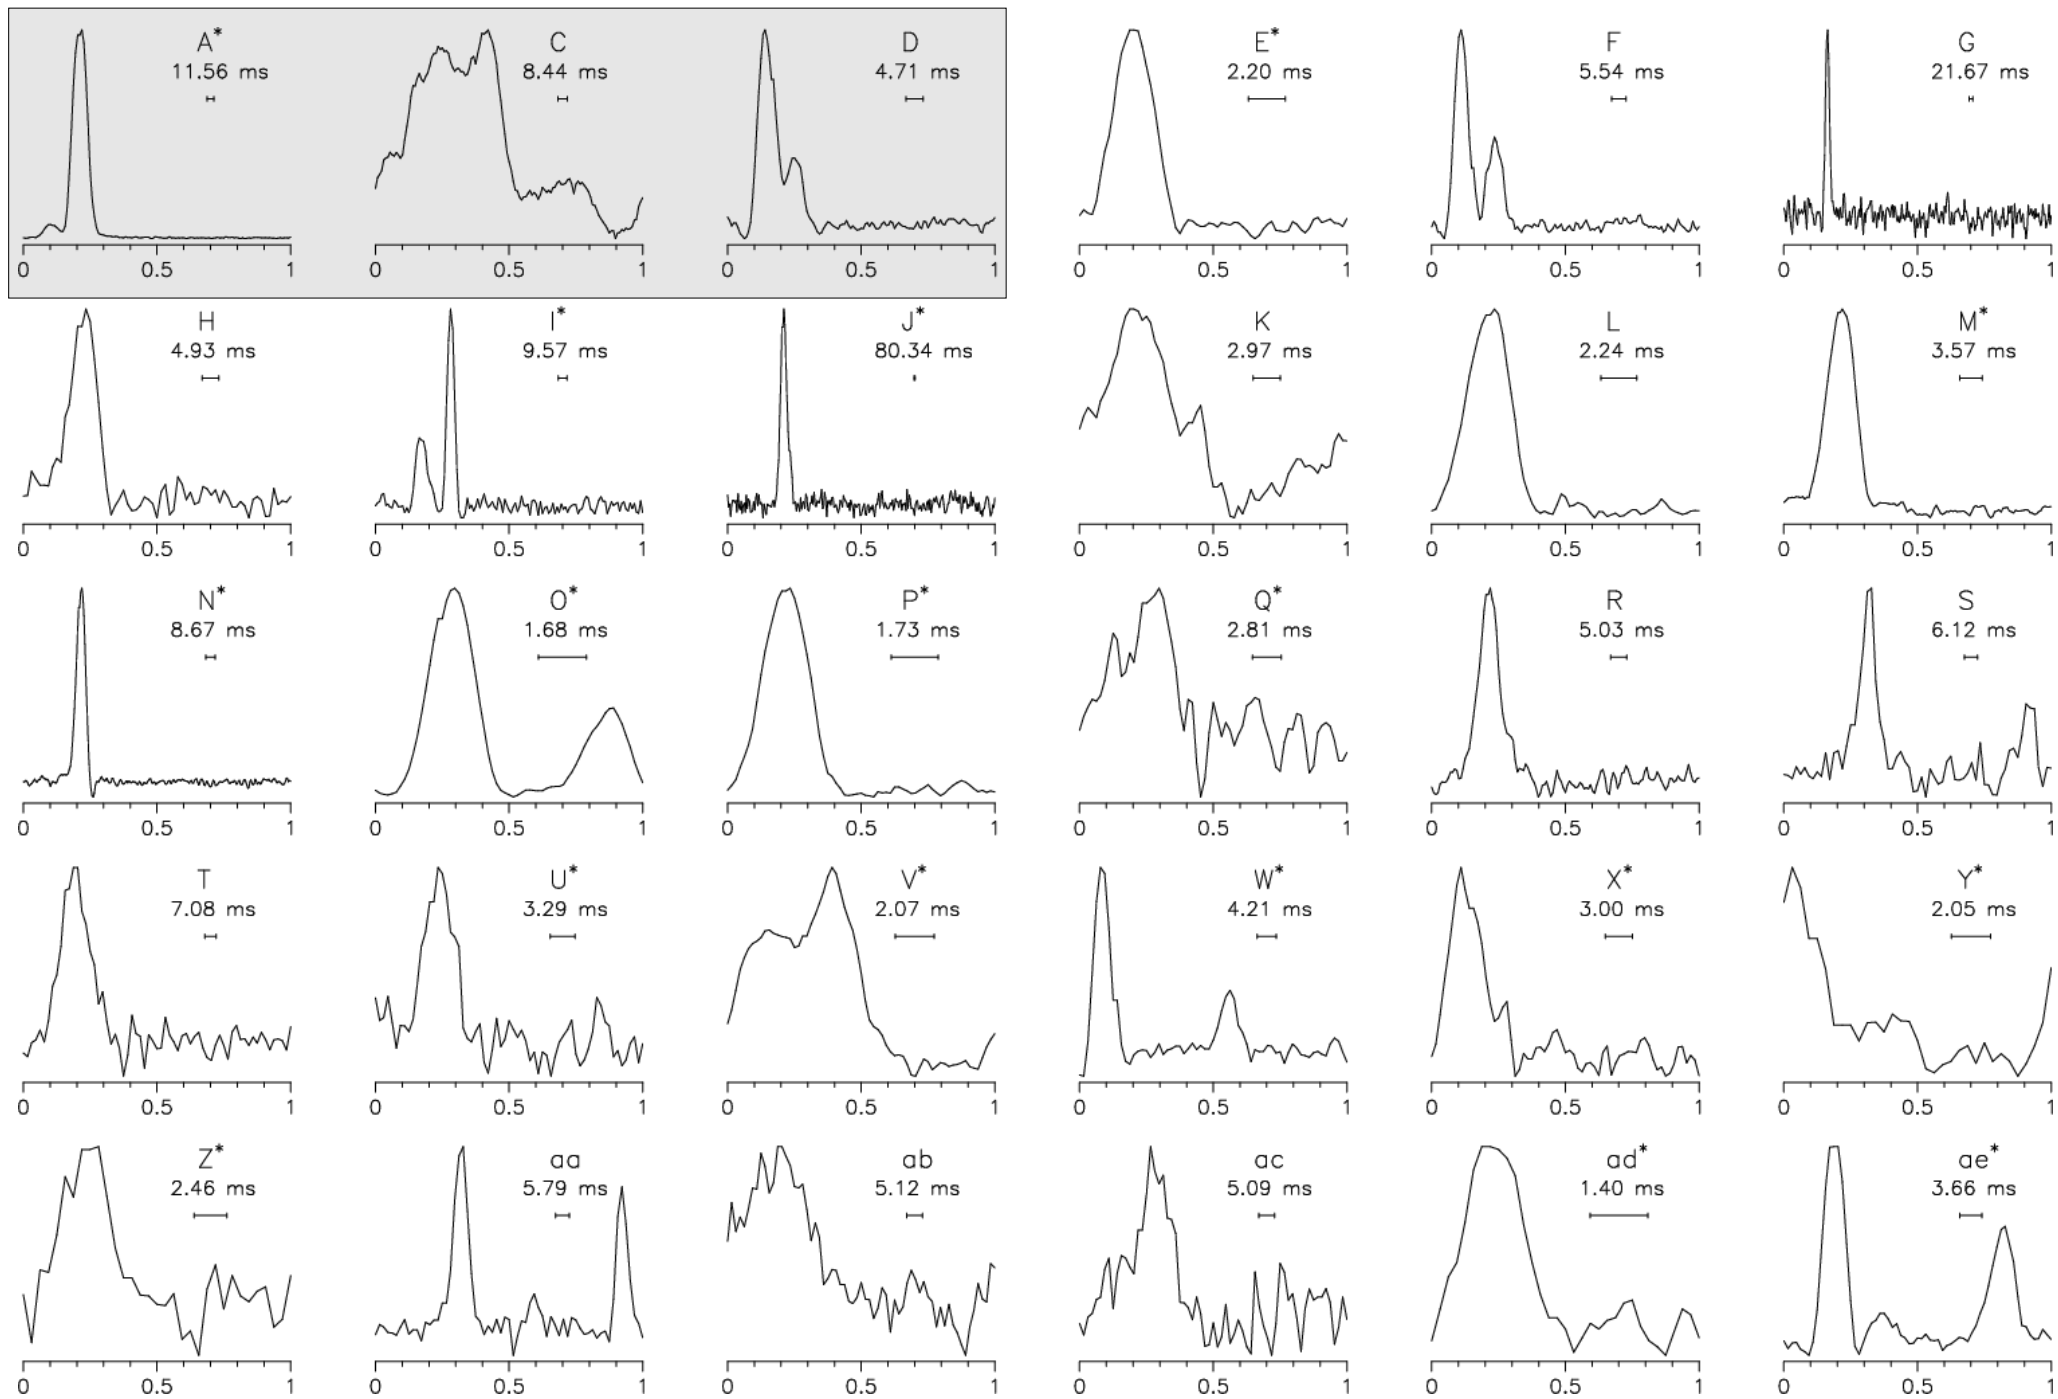 A* C D E* F G
11.56 ms 8.44 ms 4.71 ms 2.20 ms 5.54 ms 21.67 ms
0 0.5 1 0 0.5 1 0 0.5 1 0 0.5 1 0 0.5 1 0 0.5 1
H I* J* K L M*
4.93 ms 9.57 ms 80.34 ms 2.97 ms 2.24 ms 3.57 ms
0 0.5 1 0 0.5 1 0 0.5 1 0 0.5 1 0 0.5 1 0 0.5 1
N* O* P* Q* R S
8.67 ms 1.68 ms 1.73 ms 2.81 ms 5.03 ms 6.12 ms
0 0.5 1 0 0.5 1 0 0.5 1 0 0.5 1 0 0.5 1 0 0.5 1
T U* V* W* X* Y*
7.08 ms 3.29 ms 2.07 ms 4.21 ms 3.00 ms 2.05 ms
0 0.5 1 0 0.5 1 0 0.5 1 0 0.5 1 0 0.5 1 0 0.5 1
Z* aa ab ac ad* ae*
2.46 ms 5.79 ms 5.12 ms 5.09 ms 1.40 ms 3.66 ms
0 0.5 1 0 0.5 1 0 0.5 1 0 0.5 1 0 0.5 1 0 0.5 1